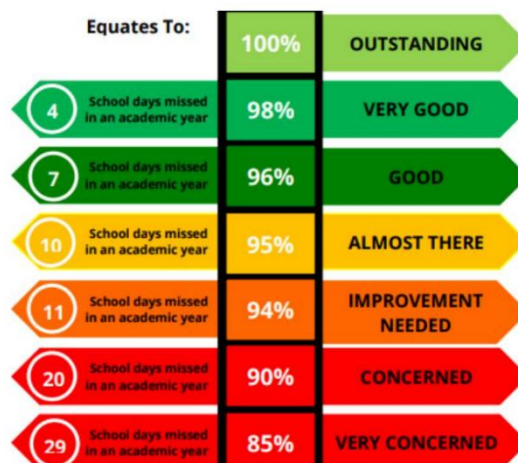 Equates To:
100%
OUTSTANDING
4
School days missed
in an academic year
98%
VERY GOOD
7
School days missed
in an academic year
96%
GOOD
10
School days missed
in an academic year
95%
ALMOST THERE
11
School days missed
in an academic year
94%
IMPROVEMENT
NEEDED
20
School days missed
in an academic year
90%
CONCERNED
29
School days missed
in an academic year
85%
VERY CONCERNED